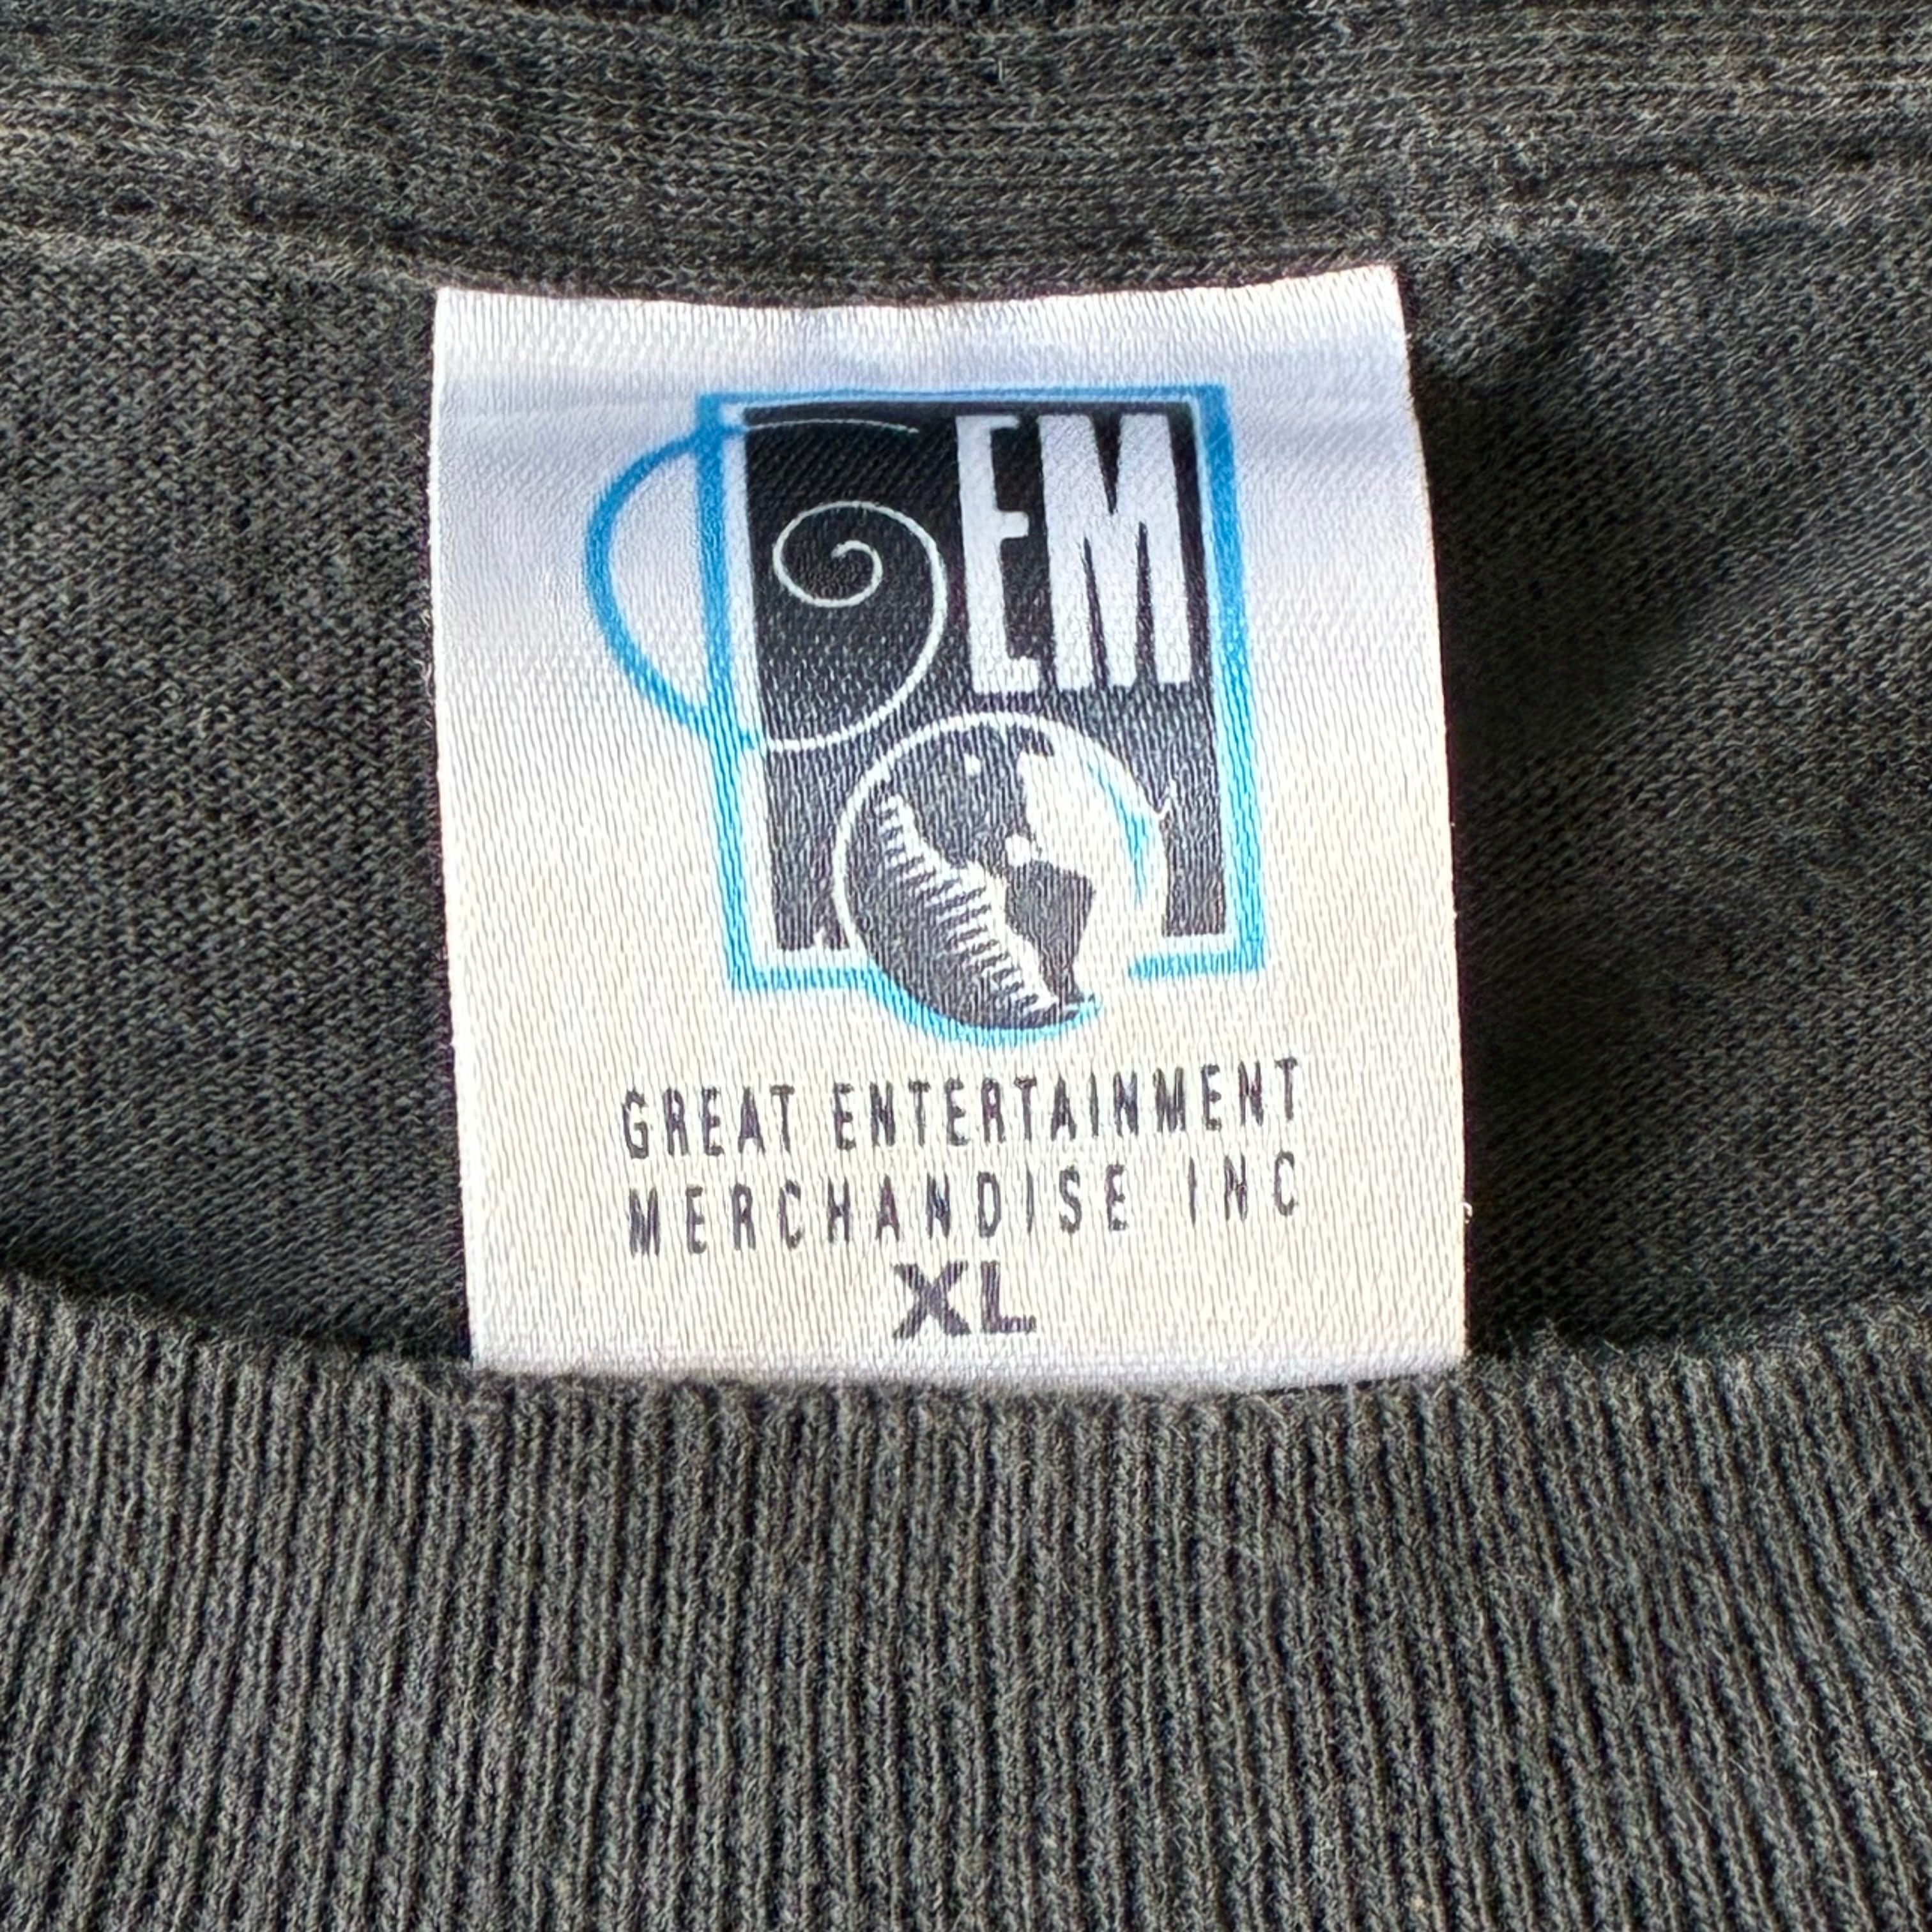 GEM
GREAT ENTERTAINMENT
MERCHANDISE INC
XL